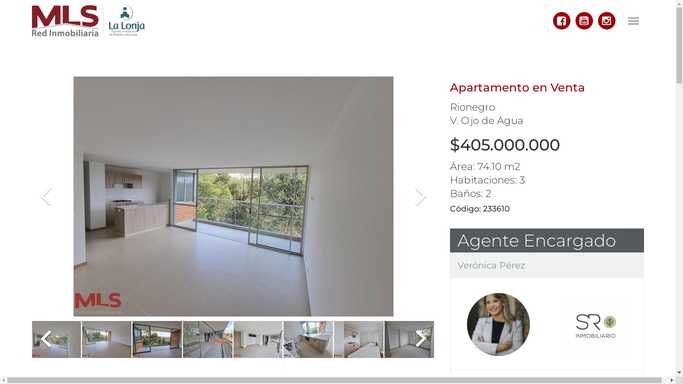 MLS
Red Inmobiliaria
La Lonja
Apartamento en Venta
Rionegro
V. Ojo de Agua
$405.000.000
Área: 74.10 m2
Habitaciones: 3
Baños: 2
Código: 233610
Agente Encargado
Verónica Pérez
MLS
SR
INMOBILIARIO